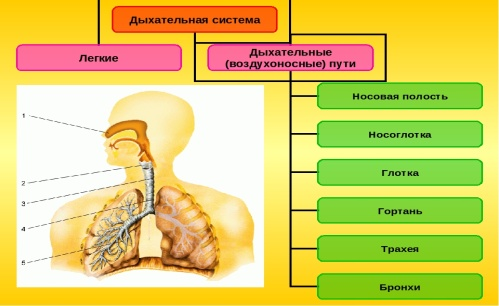 Дыхательная система
Легкие
Дыхательные
(воздухоносные) пути
Носовая полость
Носоглотка
Глотка
Гортань
Трахея
Бронхи
1
2
3
4
5